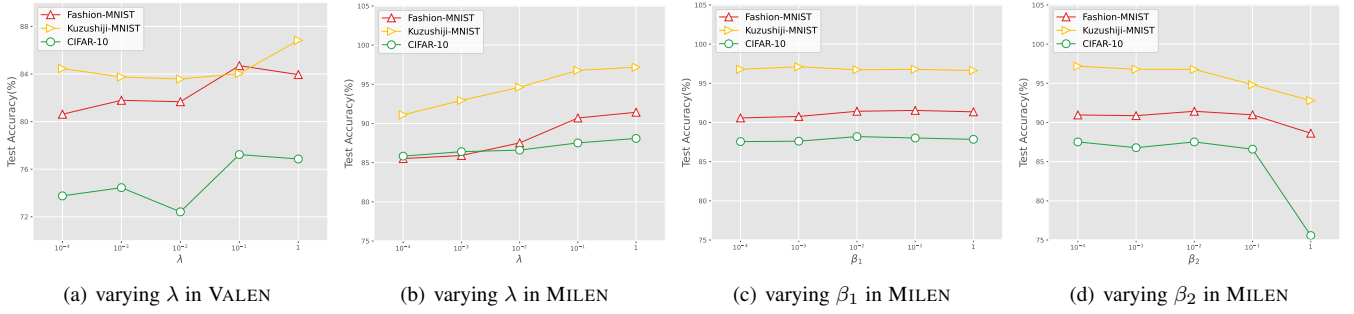 Test Accuracy(%)
88
84
80
76
72
Fashion-MNIST
Kuzushiji-MNIST
CIFAR-10
10⁻⁴ 10⁻³ 10⁻² 10⁻¹ 1
λ
(a) varying λ in VALEN
Test Accuracy(%)
105
100
95
90
85
80
75
Fashion-MNIST
Kuzushiji-MNIST
CIFAR-10
10⁻⁴ 10⁻³ 10⁻² 10⁻¹ 1
λ
(b) varying λ in MILEN
Test Accuracy(%)
105
100
95
90
85
80
75
Fashion-MNIST
Kuzushiji-MNIST
CIFAR-10
10⁻⁴ 10⁻³ 10⁻² 10⁻¹ 1
β₁
(c) varying β₁ in MILEN
Test Accuracy(%)
105
100
95
90
85
80
75
Fashion-MNIST
Kuzushiji-MNIST
CIFAR-10
10⁻⁴ 10⁻³ 10⁻² 10⁻¹ 1
β₂
(d) varying β₂ in MILEN